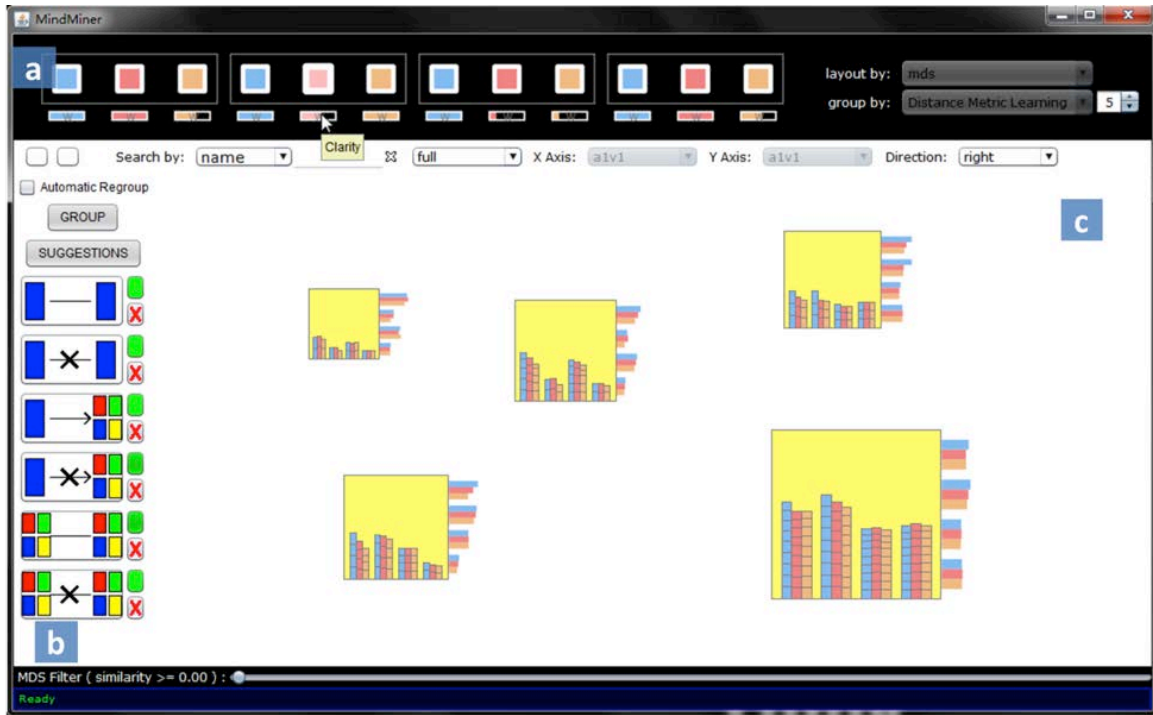 MindMiner
a
layout by: mds
group by: Distance Metric Learning 5
W W W W W W W W W W W W
Clarity
Search by: name full X Axis: a1v1 Y Axis: a1v1 Direction: right
Automatic Regroup
GROUP
SUGGESTIONS
c
X
X
X
X
X
X
b
MDS Filter ( similarity >= 0.00 ) :
Ready